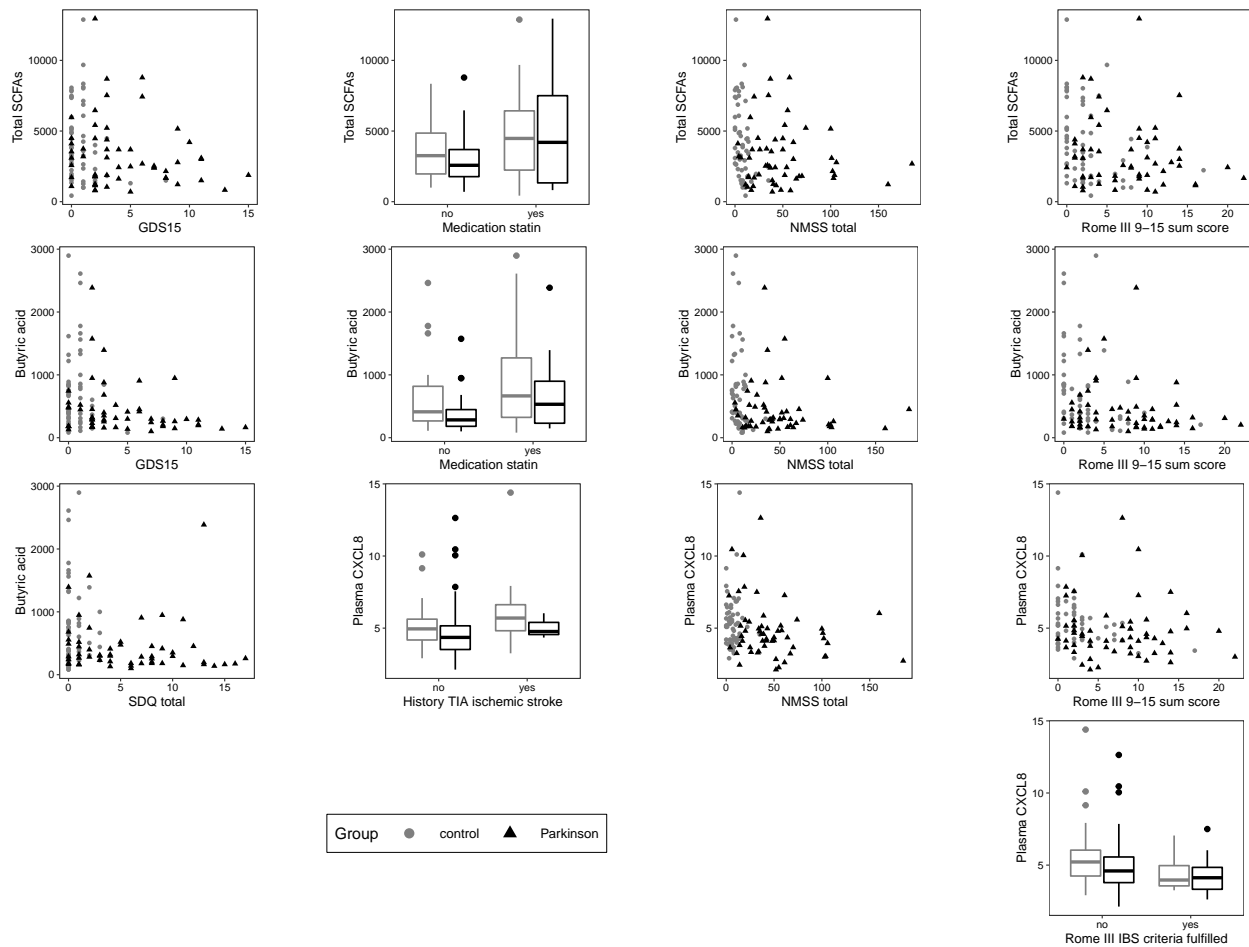 10000
5000
0
Total SCFAs
0 5 10 15
GDS15
10000
5000
0
Total SCFAs
no yes
Medication statin
10000
5000
0
Total SCFAs
0 50 100 150
NMSS total
10000
5000
0
Total SCFAs
0 5 10 15 20
Rome III 9−15 sum score
3000
2000
1000
0
Butyric acid
0 5 10 15
GDS15
3000
2000
1000
0
Butyric acid
no yes
Medication statin
3000
2000
1000
0
Butyric acid
0 50 100 150
NMSS total
3000
2000
1000
0
Butyric acid
0 5 10 15 20
Rome III 9−15 sum score
3000
2000
1000
0
Butyric acid
0 5 10 15
SDQ total
15
10
5
Plasma CXCL8
no yes
History TIA ischemic stroke
15
10
5
Plasma CXCL8
0 50 100 150
NMSS total
15
10
5
Plasma CXCL8
0 5 10 15 20
Rome III 9−15 sum score
15
10
5
Plasma CXCL8
no yes
Rome III IBS criteria fulfilled
Group control Parkinson